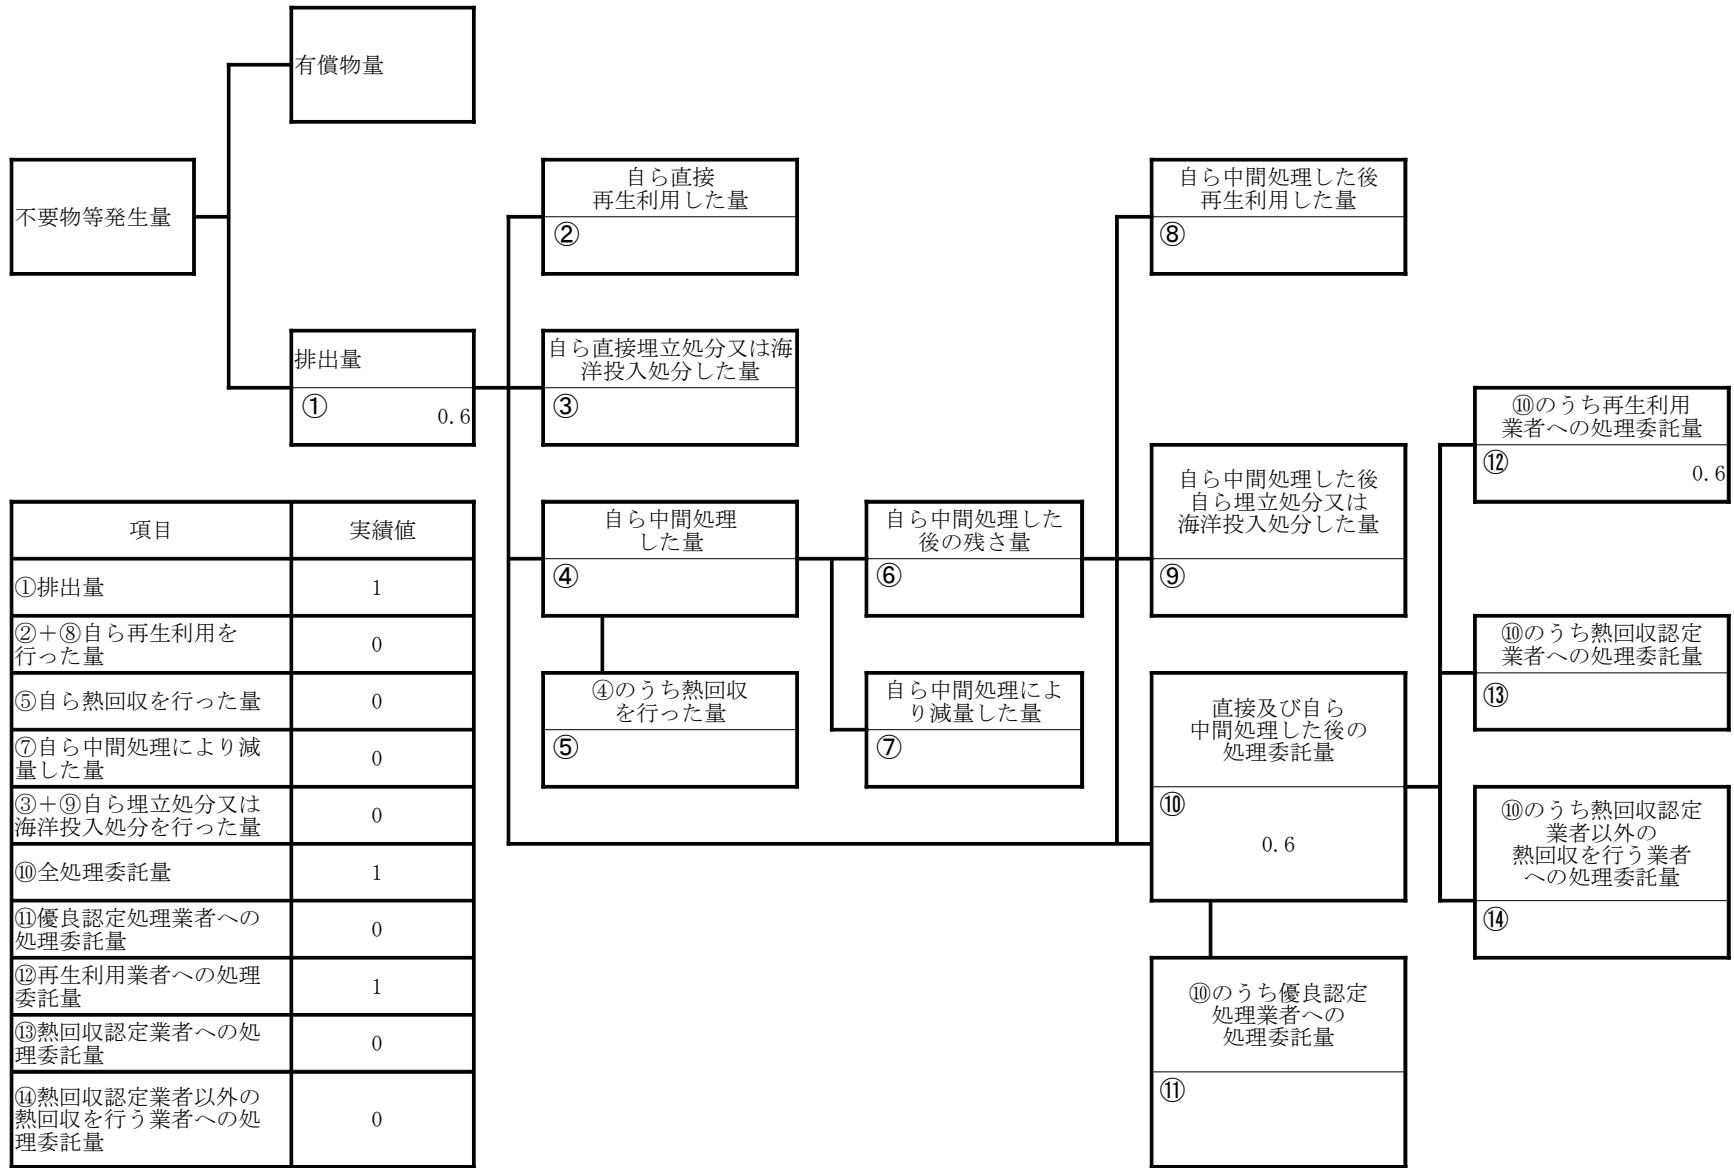 有償物量
不要物等発生量
排出量
①
0.6
自ら直接
再生利用した量
②
自ら直接埋立処分又は海
洋投入処分した量
③
自ら中間処理
した量
④
④のうち熱回収
を行った量
⑤
自ら中間処理した
後の残さ量
⑥
自ら中間処理によ
り減量した量
⑦
自ら中間処理した後
再生利用した量
⑧
自ら中間処理した後
自ら埋立処分又は
海洋投入処分した量
⑨
直接及び自ら
中間処理した後の
処理委託量
⑩
0.6
⑩のうち優良認定
処理業者への
処理委託量
⑪
⑩のうち再生利用
業者への処理委託量
⑫
0.6
⑩のうち熱回収認定
業者への処理委託量
⑬
⑩のうち熱回収認定
業者以外の
熱回収を行う業者
への処理委託量
⑭
項目 実績値
①排出量 1
②+⑧自ら再生利用を
行った量 0
⑤自ら熱回収を行った量 0
⑦自ら中間処理により減
量した量 0
③+⑨自ら埋立処分又は
海洋投入処分を行った量 0
⑩全処理委託量 1
⑪優良認定処理業者への
処理委託量 0
⑫再生利用業者への処理
委託量 1
⑬熱回収認定業者への処
理委託量 0
⑭熱回収認定業者以外の
熱回収を行う業者への処
理委託量 0